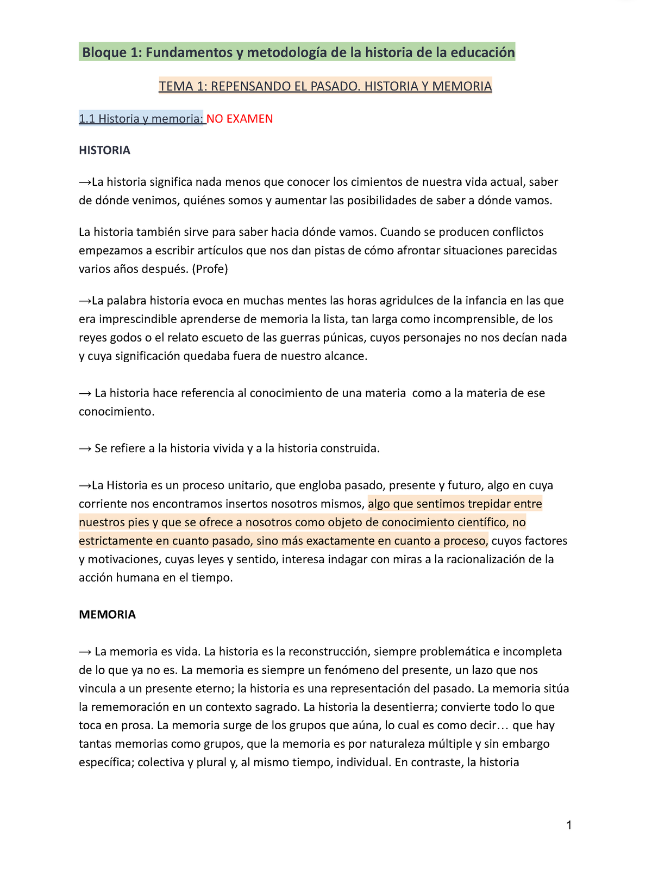 Bloque 1: Fundamentos y metodología de la historia de la educación
TEMA 1: REPENSANDO EL PASADO. HISTORIA Y MEMORIA
1.1 Historia y memoria: NO EXAMEN
HISTORIA
→La historia significa nada menos que conocer los cimientos de nuestra vida actual, saber
de dónde venimos, quiénes somos y aumentar las posibilidades de saber a dónde vamos.
La historia también sirve para saber hacia dónde vamos. Cuando se producen conflictos
empezamos a escribir artículos que nos dan pistas de cómo afrontar situaciones parecidas
varios años después. (Profe)
→La palabra historia evoca en muchas mentes las horas agridulces de la infancia en las que
era imprescindible aprenderse de memoria la lista, tan larga como incomprensible, de los
reyes godos o el relato escueto de las guerras púnicas, cuyos personajes no nos decían nada
y cuya significación quedaba fuera de nuestro alcance.
→ La historia hace referencia al conocimiento de una materia como a la materia de ese
conocimiento.
→ Se refiere a la historia vivida y a la historia construida.
→La Historia es un proceso unitario, que engloba pasado, presente y futuro, algo en cuya
corriente nos encontramos insertos nosotros mismos, algo que sentimos trepidar entre
nuestros pies y que se ofrece a nosotros como objeto de conocimiento científico, no
estrictamente en cuanto pasado, sino más exactamente en cuanto a proceso, cuyos factores
y motivaciones, cuyas leyes y sentido, interesa indagar con miras a la racionalización de la
acción humana en el tiempo.
MEMORIA
→ La memoria es vida. La historia es la reconstrucción, siempre problemática e incompleta
de lo que ya no es. La memoria es siempre un fenómeno del presente, un lazo que nos
vincula a un presente eterno; la historia es una representación del pasado. La memoria sitúa
la rememoración en un contexto sagrado. La historia la desentierra; convierte todo lo que
toca en prosa. La memoria surge de los grupos que aúna, lo cual es como decir… que hay
tantas memorias como grupos, que la memoria es por naturaleza múltiple y sin embargo
específica; colectiva y plural y, al mismo tiempo, individual. En contraste, la historia
1